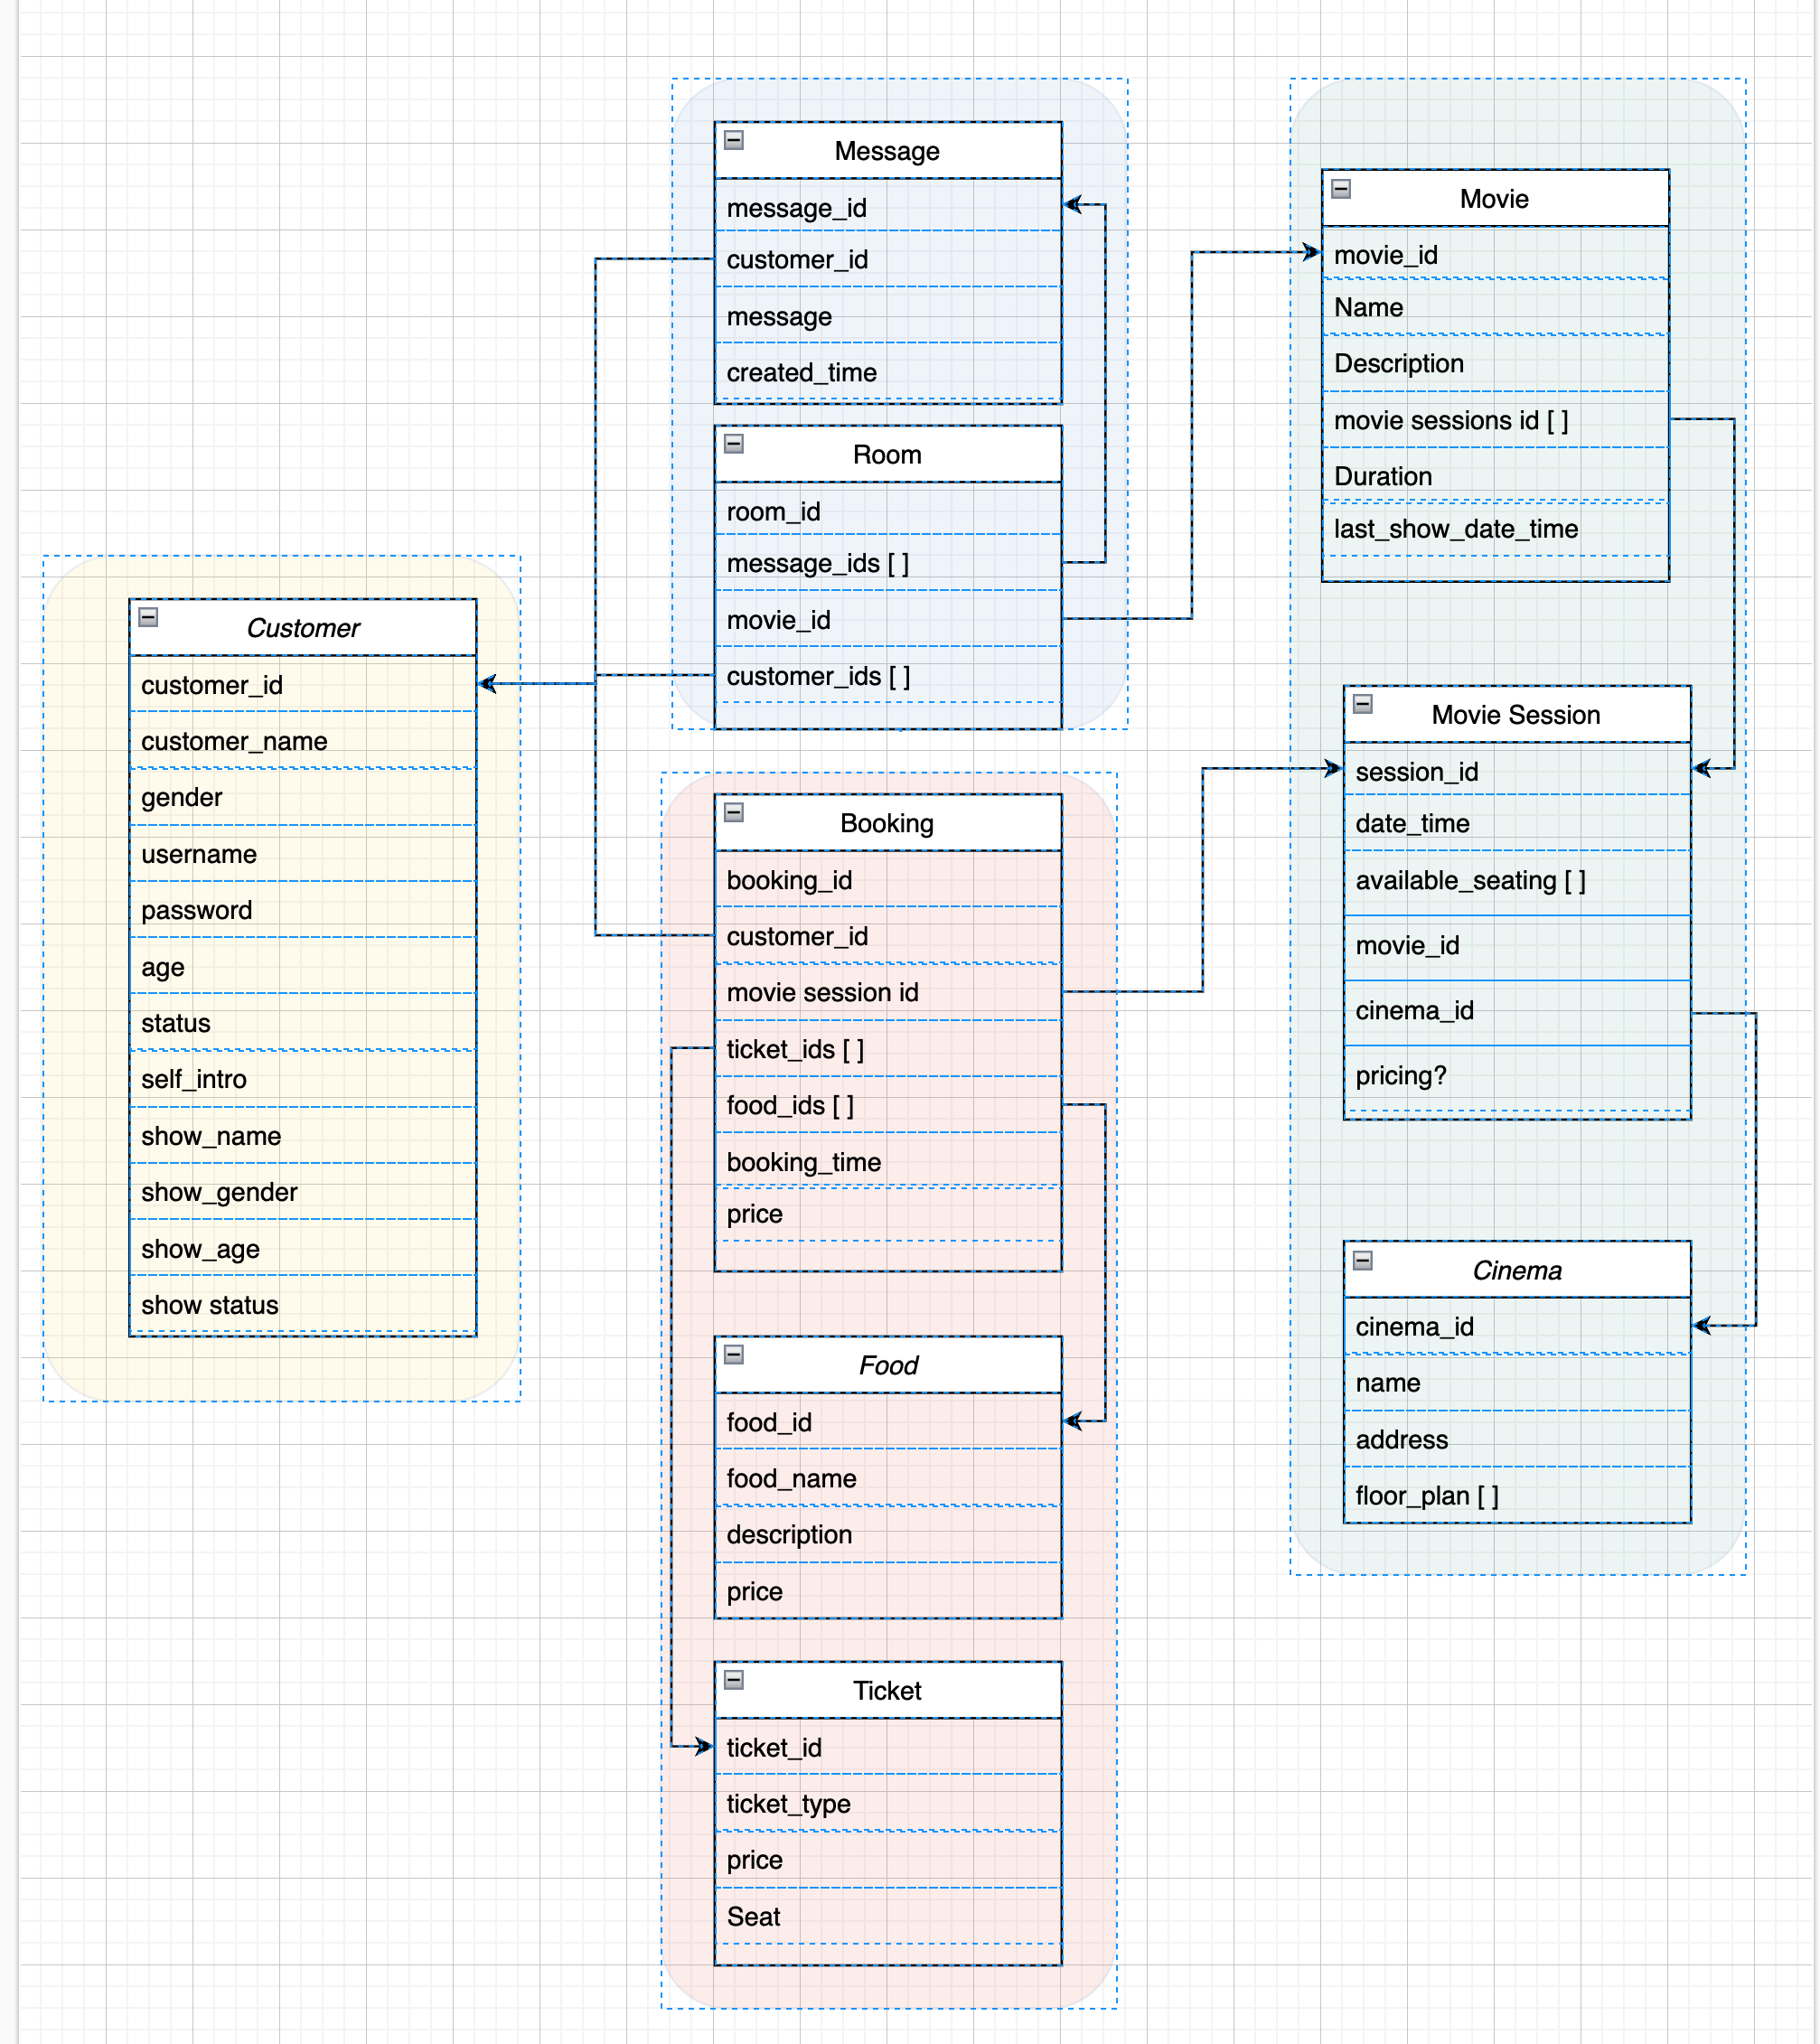 Message
message_id
customer_id
message
created_time
Room
room_id
message_ids [ ]
movie_id
customer_ids [ ]
Movie
movie_id
Name
Description
movie sessions id [ ]
Duration
last_show_date_time
Customer
customer_id
customer_name
gender
username
password
age
status
self_intro
show_name
show_gender
show_age
show status
Booking
booking_id
customer_id
movie session id
ticket_ids [ ]
food_ids [ ]
booking_time
price
Movie Session
session_id
date_time
available_seating [ ]
movie_id
cinema_id
pricing?
Food
food_id
food_name
description
price
Cinema
cinema_id
name
address
floor_plan [ ]
Ticket
ticket_id
ticket_type
price
Seat